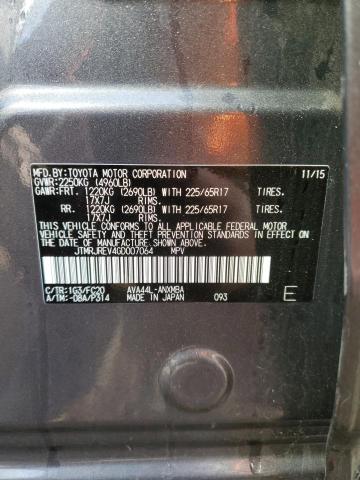 MFD.BY:TOYOTA MOTOR CORPORATION 11/15
GVWR:2250KG (4960LB)
GAWR:FRT. 1220KG (2690LB) WITH 225/65R17 TIRES.
17X7J RIMS.
RR. 1220KG (2690LB) WITH 225/65R17 TIRES.
17X7J RIMS.
THIS VEHICLE CONFORMS TO ALL APPLICABLE FEDERAL MOTOR
VEHICLE SAFETY, BUMPER, AND THEFT PREVENTION STANDARDS
IN EFFECT ON THE DATE OF MANUFACTURE SHOWN ABOVE.
JTMRJREV4GD007064 MPV
C/TR:1G3/FC20 AVA44L-ANXMBA
A/TM:-08A/P314 MADE IN JAPAN 093 E